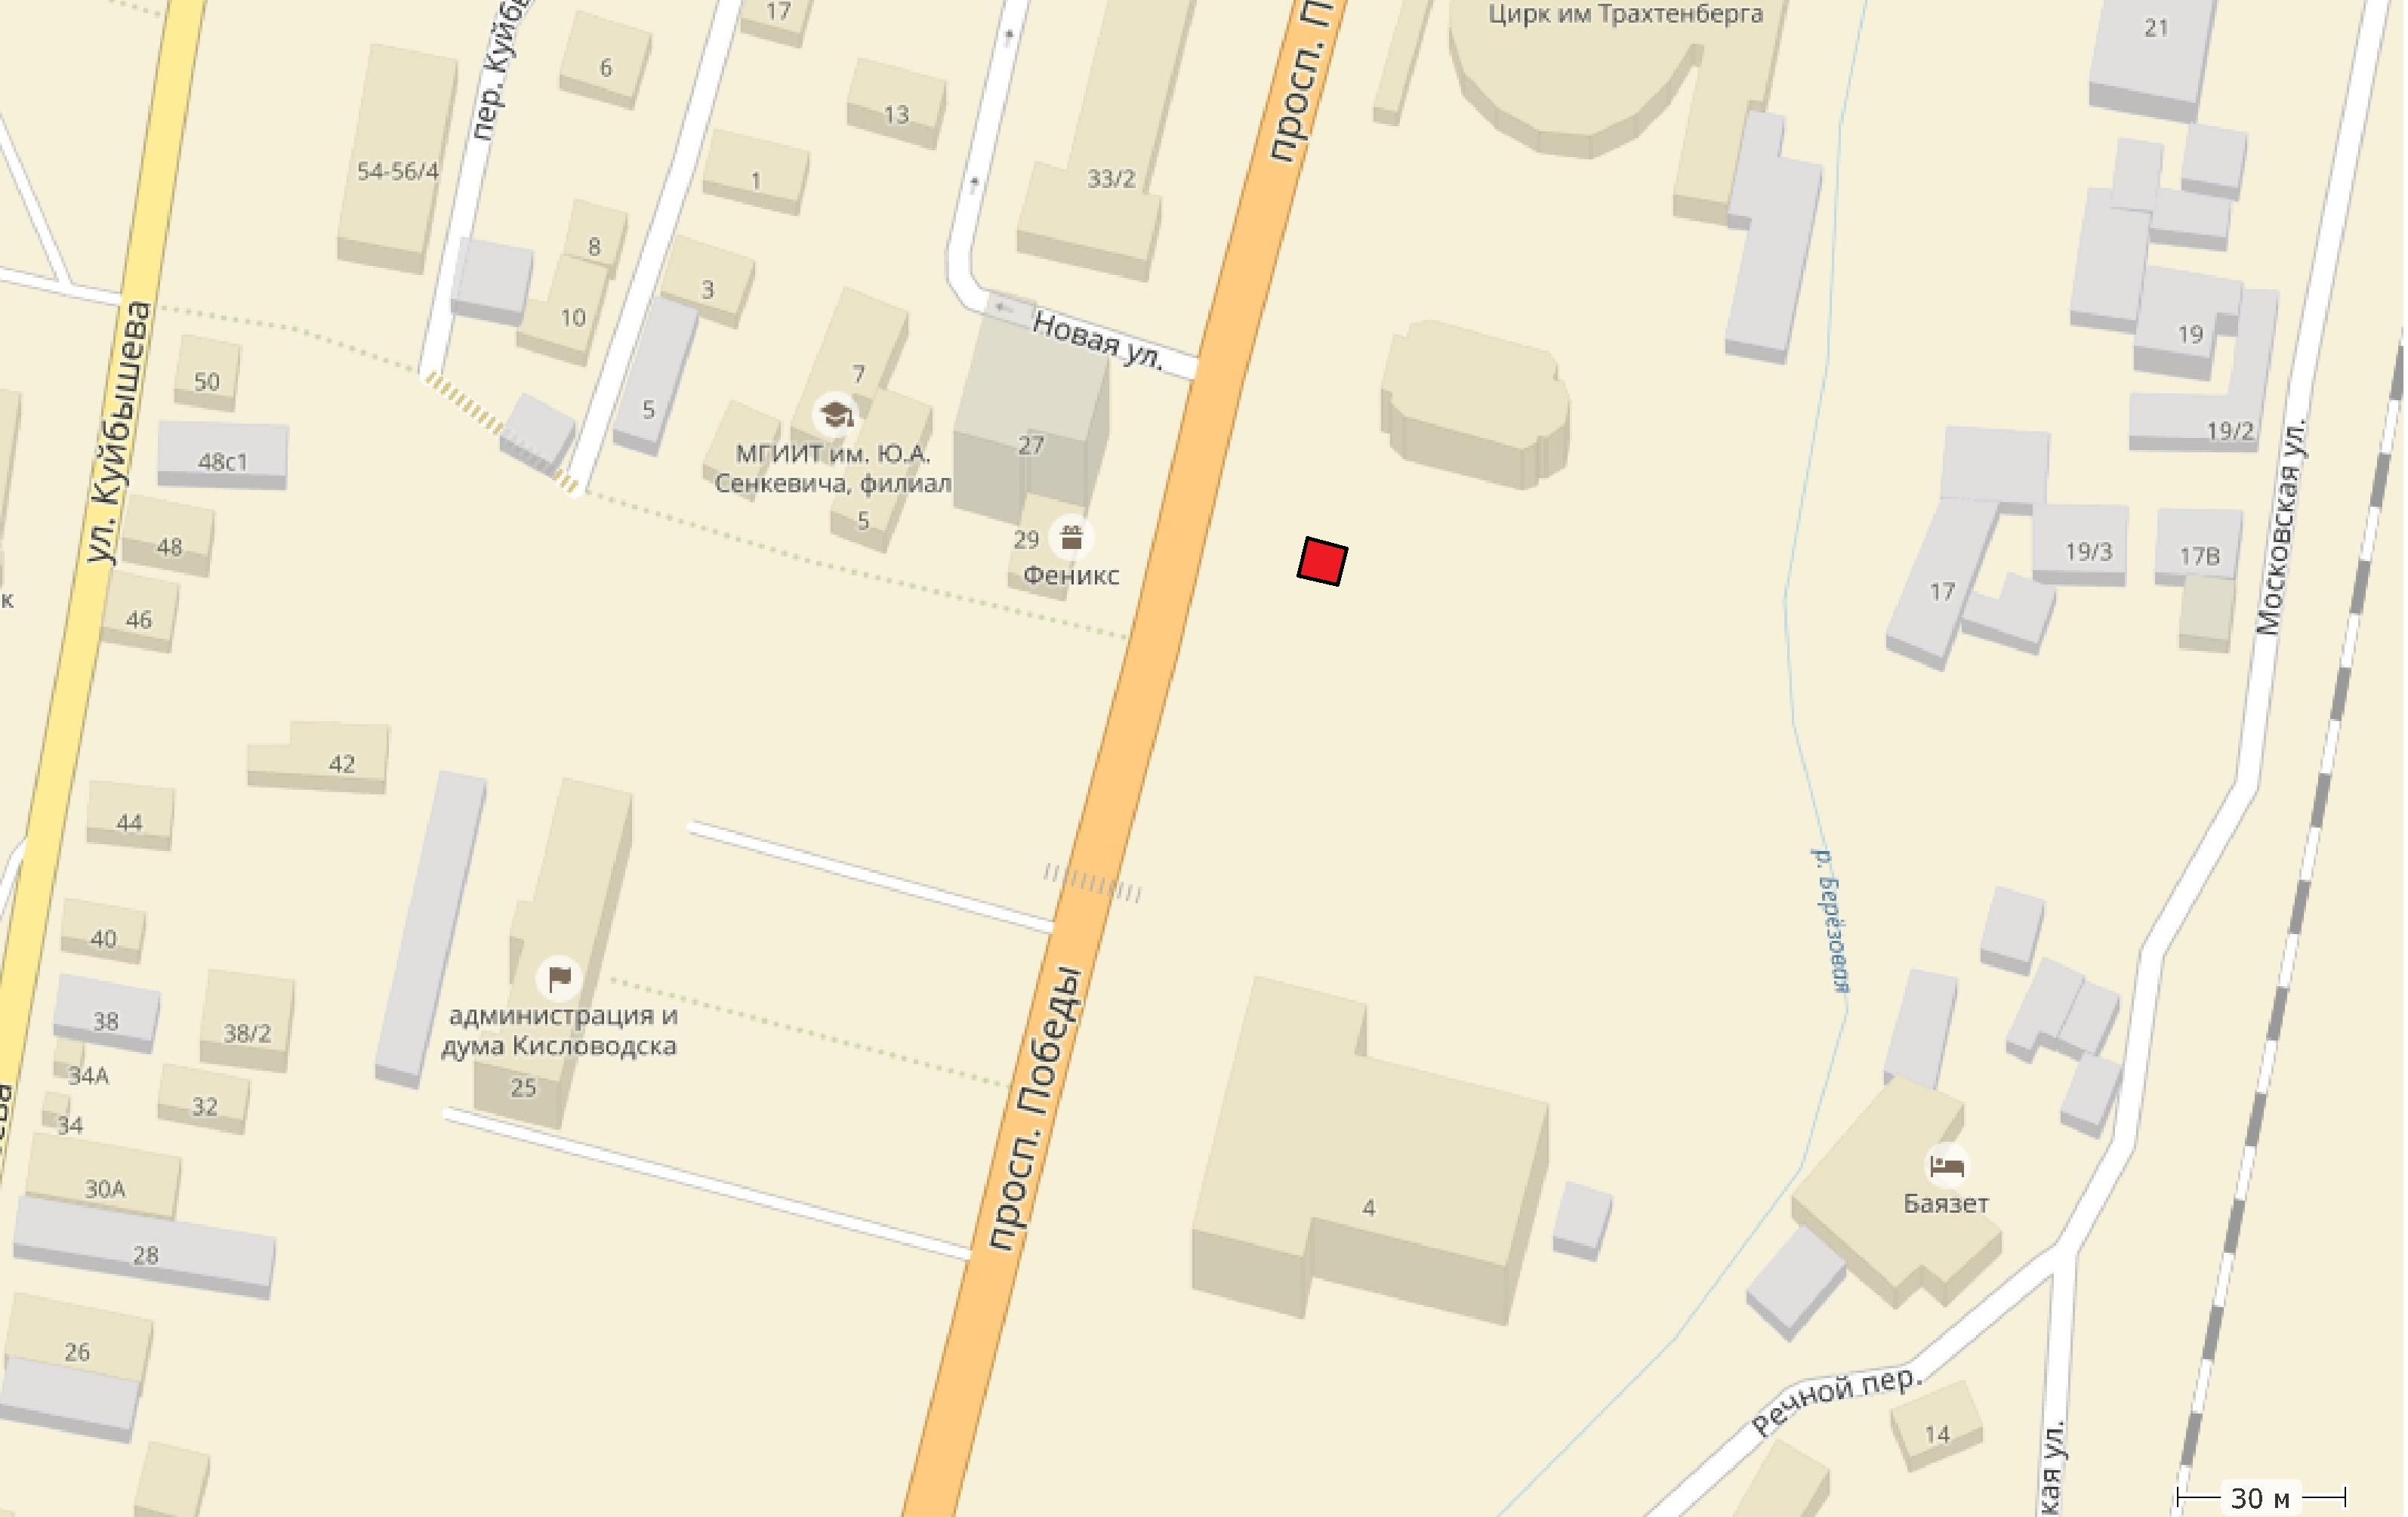 Цирк им Трахтенберга
просп. П
пер. Куйбы
17
21
6
13
54-56/4
1
33/2
8
3
10
Новая ул.
19
50
7
5
19/2
ул. Куйбышева
48с1
27
МГИИТ им. Ю.А.
Сенкевича, филиал
5
48
29
Феникс
19/3
17В
17
Московская ул.
к
46
42
44
р. Берёзовая
40
38
38/2
администрация и
дума Кисловодска
25
34А
32
34
просп. Победы
30А
4
Баязет
28
26
Речной пер.
14
кая ул.
30 м